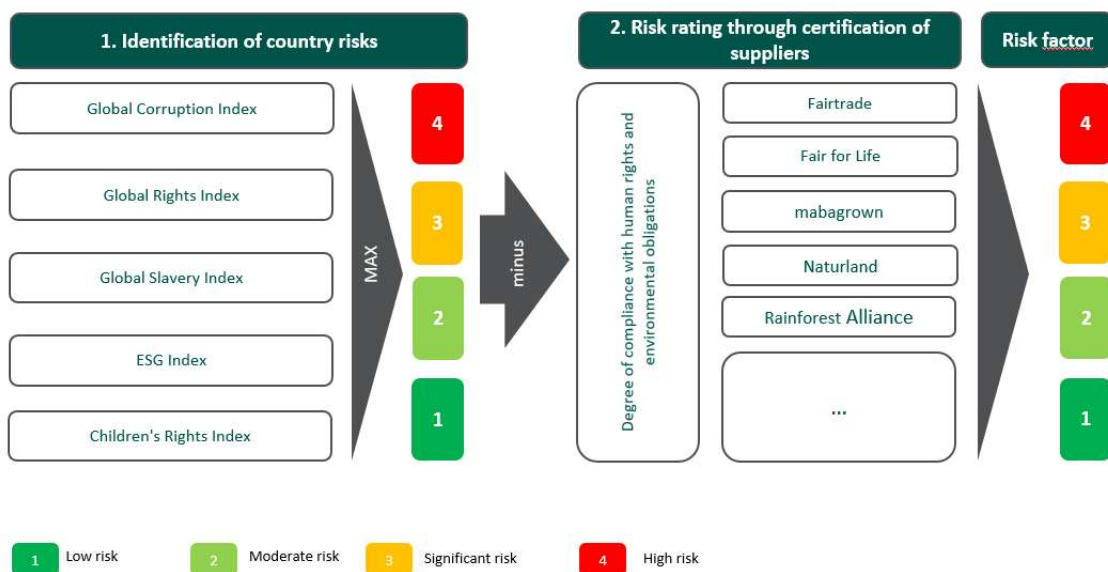 1. Identification of country risks
Global Corruption Index
Global Rights Index
Global Slavery Index
ESG Index
Children's Rights Index
MAX
4
3
2
1
minus
2. Risk rating through certification of
suppliers
Degree of compliance with human rights and
environmental obligations
Fairtrade
Fair for Life
mabagrown
Naturland
Rainforest Alliance
...
Risk factor
4
3
2
1
1 Low risk
2 Moderate risk
3 Significant risk
4 High risk